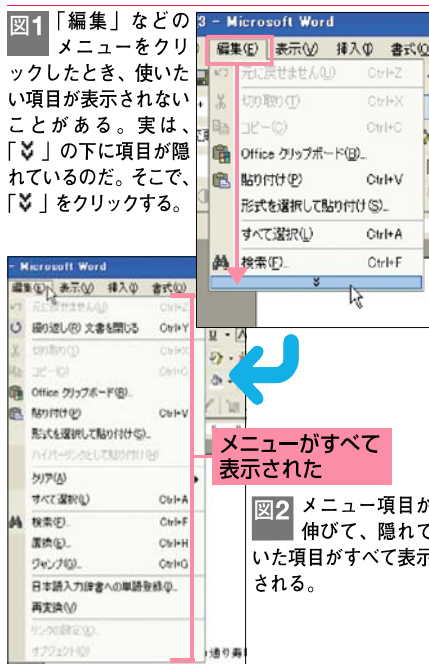 図1「編集」などの
メニューをクリ
ックしたとき、使いた
い項目が表示されない
ことがある。実は、
「︾」の下に項目が隠
れているのだ。そこで、
「︾」をクリックする。
3 - Microsoft Word
編集(E) 表示(V) 挿入(I) 書式(O)
元に戻せません(U) Ctrl+Z
切り取り(T) Ctrl+X
コピー(C) Ctrl+C
Office クリップボード(B)...
貼り付け(P) Ctrl+V
形式を選択して貼り付け(S)...
すべて選択(L) Ctrl+A
検索(F)... Ctrl+F
- Microsoft Word
編集(E) 表示(V) 挿入(I) 書式(O)
元に戻せません(U) Ctrl+Z
繰り返し(R) 文書を閉じる Ctrl+Y
切り取り(T) Ctrl+X
コピー(C) Ctrl+C
Office クリップボード(B)...
貼り付け(P) Ctrl+V
形式を選択して貼り付け(S)...
ハイパーリンクとして貼り付け(H)
クリア(A)
すべて選択(L) Ctrl+A
検索(F)... Ctrl+F
置換(E)... Ctrl+H
ジャンプ(G)... Ctrl+G
日本語入力辞書への単語登録(I)...
再変換(V)
リンクの設定(K)...
オブジェクト(O)
メニューがすべて
表示された
図2 メニュー項目が
伸びて、隠れて
いた項目がすべて表示
される。